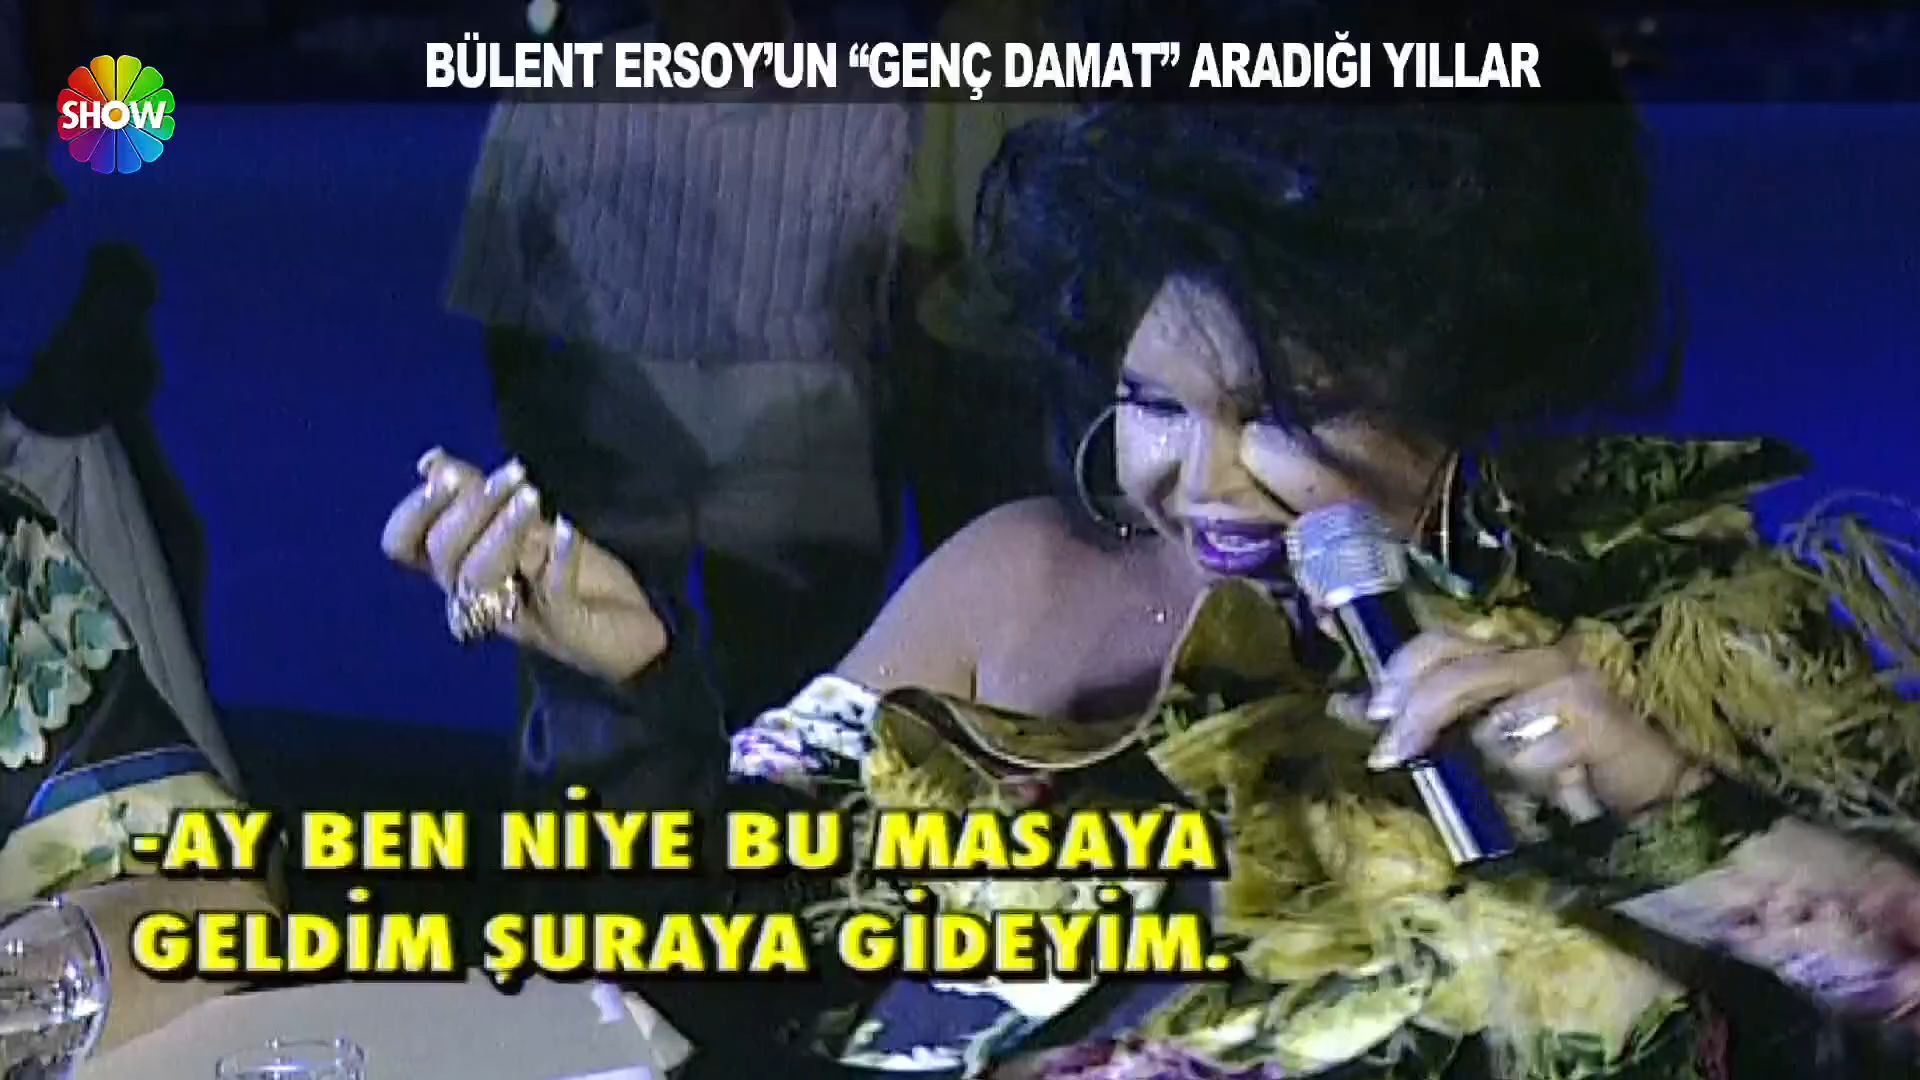 BÜLENT ERSOY'UN “GENÇ DAMAT” ARADIĞI YILLAR
SHOW
-AY BEN NİYE BU MASAYA
GELDİM ŞURAYA GİDEYİM.